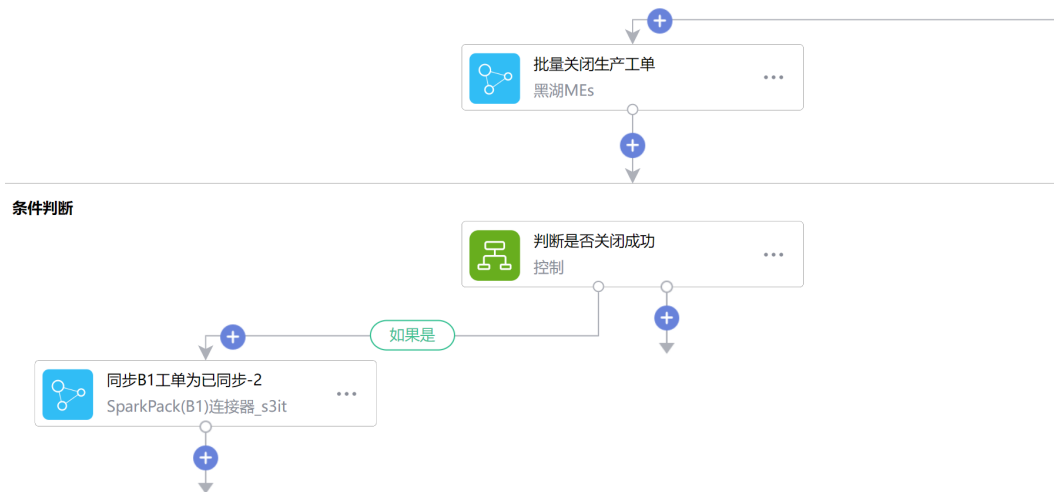 批量关闭生产工单
黑湖MEs
条件判断
判断是否关闭成功
控制
如果是
同步B1工单为已同步-2
SparkPack(B1)连接器_s3it